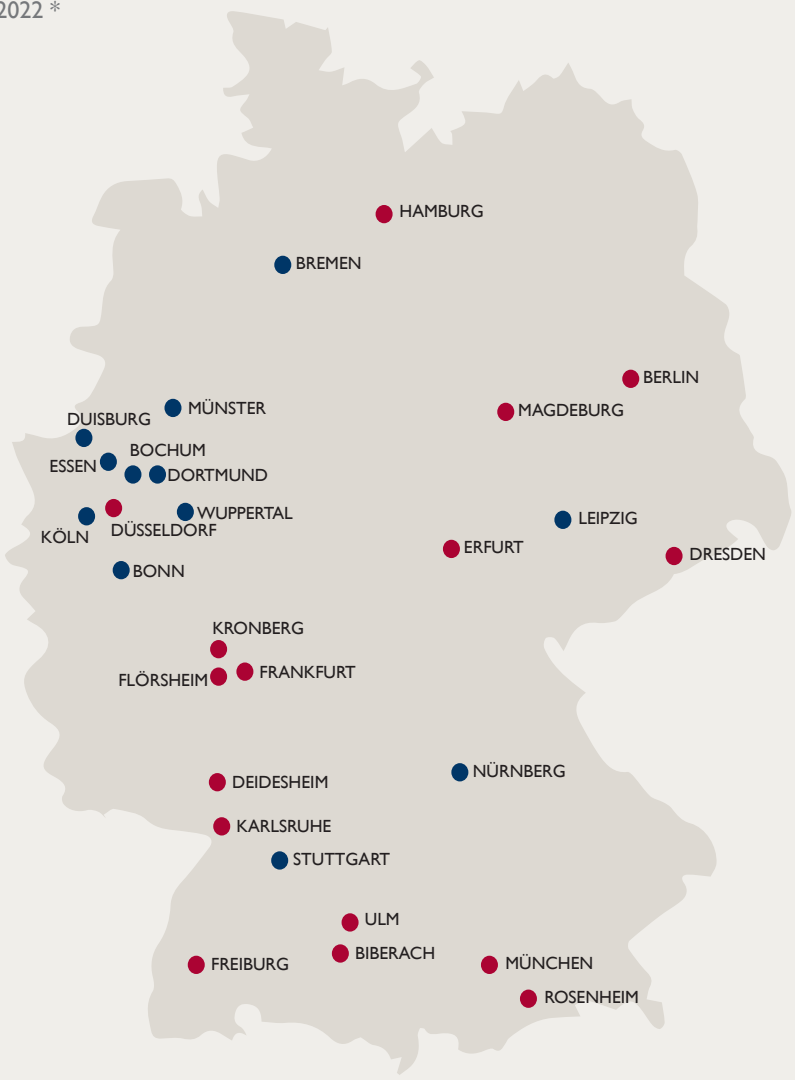 2022 *
HAMBURG
BREMEN
BERLIN
MÜNSTER
MAGDEBURG
DUISBURG
BOCHUM
ESSEN
DORTMUND
WUPPERTAL
LEIPZIG
DÜSSELDORF
KÖLN
ERFURT
DRESDEN
BONN
KRONBERG
FRANKFURT
FLÖRSHEIM
NÜRNBERG
DEIDESHEIM
KARLSRUHE
STUTTGART
ULM
BIBERACH
FREIBURG
MÜNCHEN
ROSENHEIM